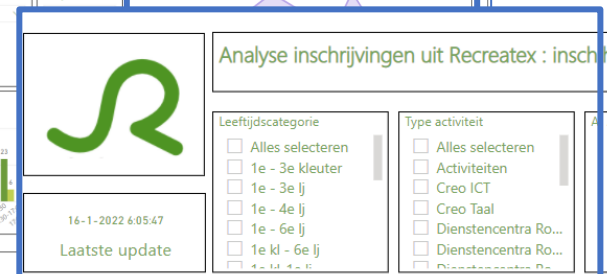 Analyse inschrijvingen uit Recreatex : insch
Leeftijdscategorie
Alles selecteren
1e - 3e kleuter
1e - 3e lj
1e - 4e lj
1e - 6e lj
1e kl - 6e lj
Type activiteit
Alles selecteren
Activiteiten
Creo ICT
Creo Taal
Dienstencentra Ro...
Dienstencentra Ro...
A
16-1-2022 6:05:47
Laatste update
23
6